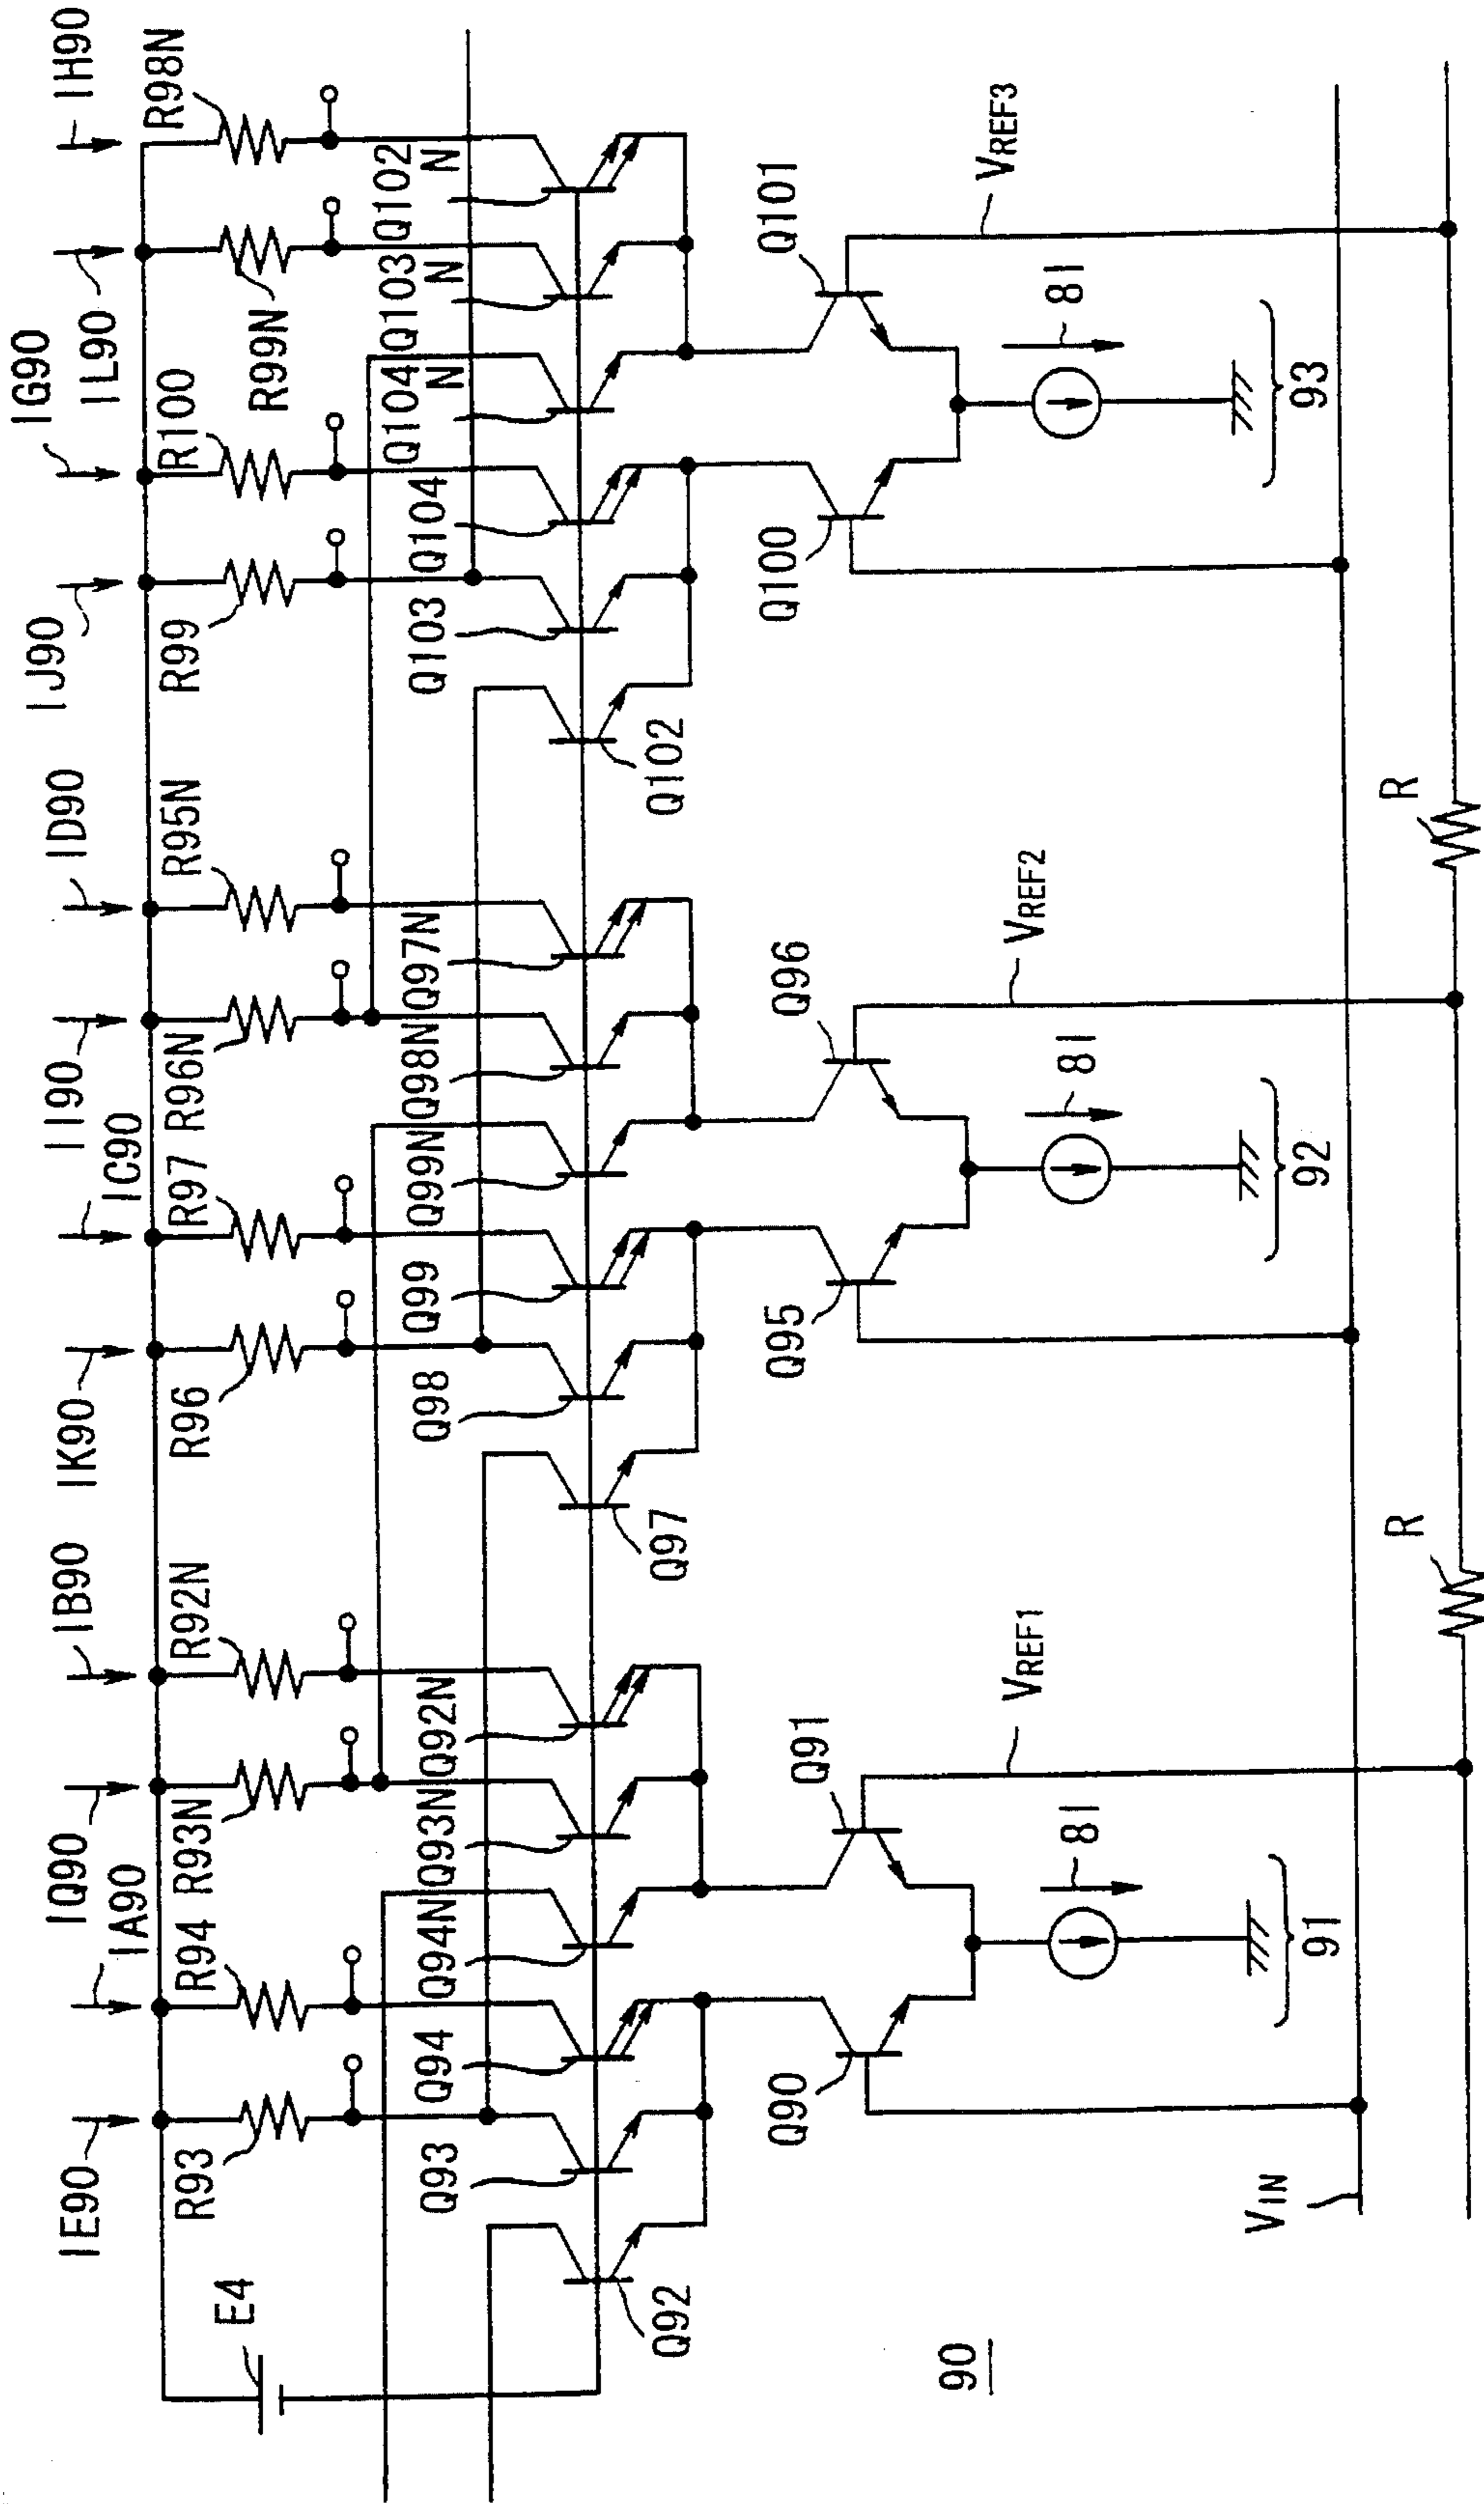 IE90
IQ90
IA90
IB90
IK90
II90
IC90
ID90
IJ90
IG90
IL90
IH90
E4
R93
R94
R93N
R92N
R96
R97
R96N
R95N
R99
R100
R99N
R98N
Q93
Q94
Q94N
Q93N
Q92N
Q98
Q99
Q99N
Q98N
Q97N
Q103
Q104
Q104
N
Q103
N
Q102
N
Q92
Q97
Q102
Q90
Q91
Q95
Q96
Q100
Q101
90
VREF1
VREF2
VREF3
8I
8I
8I
VIN
91
92
93
R
R